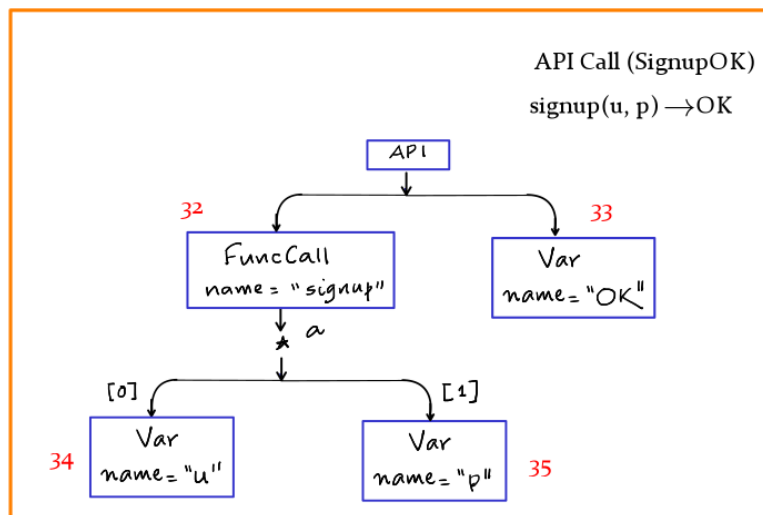 API Call (SignupOK)
signup(u, p) →OK
API
32
33
FuncCall
name = "signup"
Var
name="OK"
* a
[0]
[1]
34
Var
name="u"
Var
name="p"
35